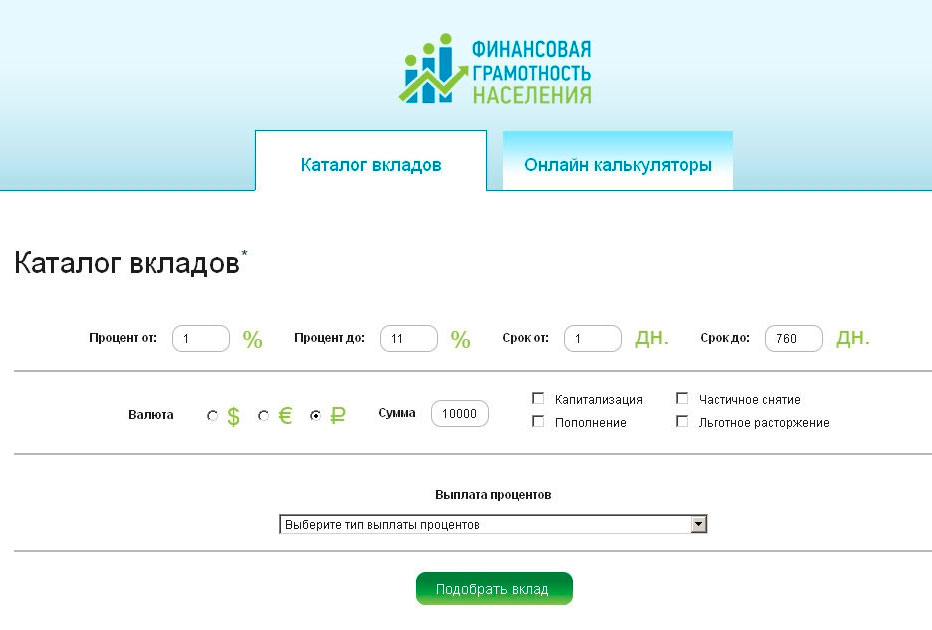 ФИНАНСОВАЯ
ГРАМОТНОСТЬ
НАСЕЛЕНИЯ
Каталог вкладов Онлайн калькуляторы
Каталог вкладов*
Процент от: 1 % Процент до: 11 % Срок от: 1 ДН. Срок до: 760 ДН.
Валюта $ € ₽ Сумма 10000
Капитализация Частичное снятие
Пополнение Льготное расторжение
Выплата процентов
Выберите тип выплаты процентов
Подобрать вклад